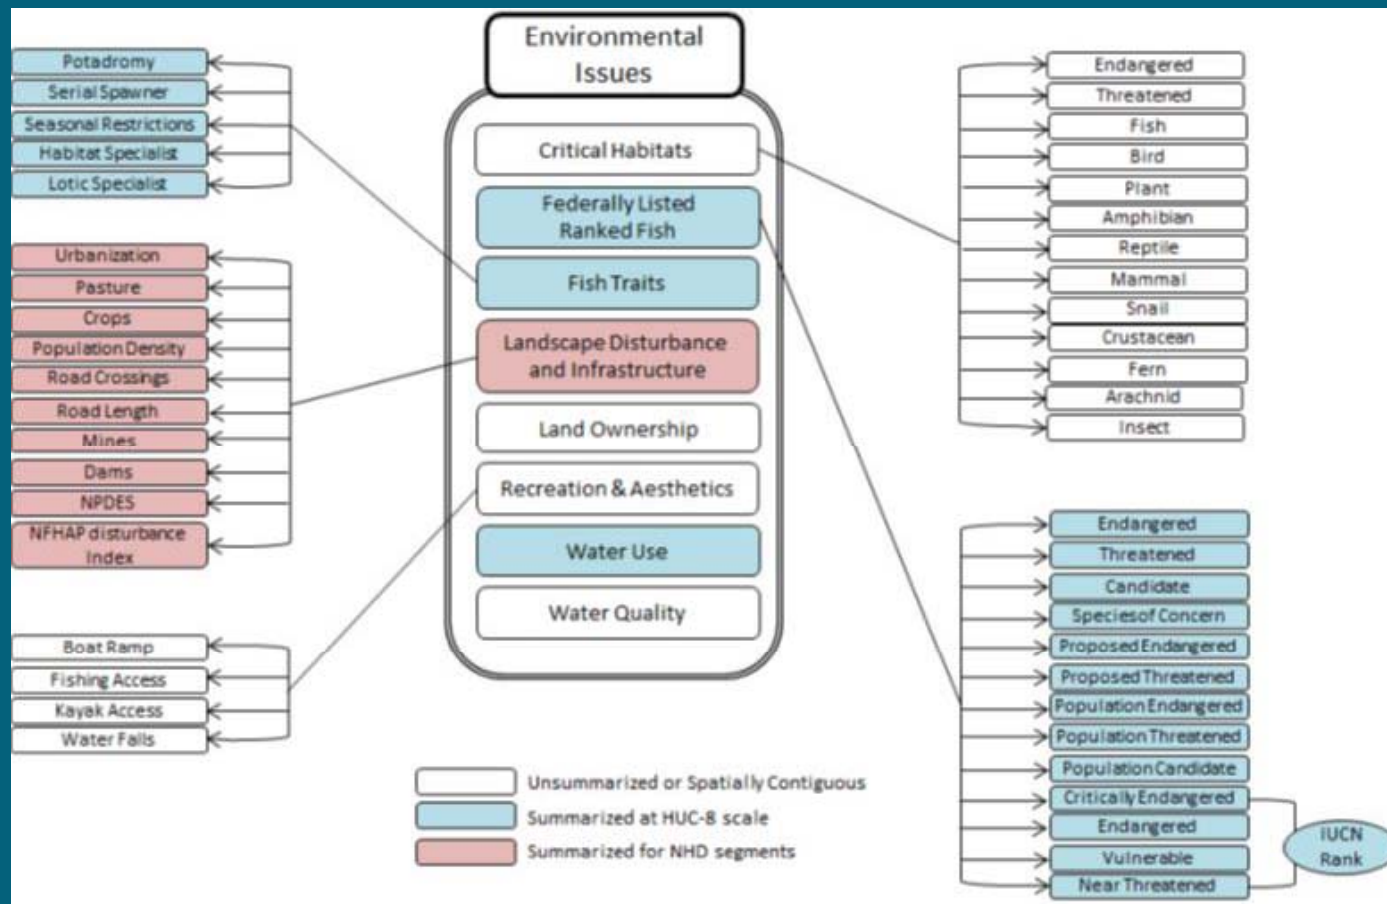 Environmental
Issues
Critical Habitats
Federally Listed
Ranked Fish
Fish Traits
Landscape Disturbance
and Infrastructure
Land Ownership
Recreation & Aesthetics
Water Use
Water Quality
Potadromy
Serial Spawner
Seasonal Restrictions
Habitat Specialist
Lotic Specialist
Urbanization
Pasture
Crops
Population Density
Road Crossings
Road Length
Mines
Dams
NPDES
NFHAP disturbance
Index
Boat Ramp
Fishing Access
Kayak Access
Water Falls
Endangered
Threatened
Fish
Bird
Plant
Amphibian
Reptile
Mammal
Snail
Crustacean
Fern
Arachnid
Insect
Endangered
Threatened
Candidate
Speciesof Concern
Proposed Endangered
Proposed Threatened
Population Endangered
Population Threatened
Population Candidate
Critically Endangered
Endangered
Vulnerable
Near Threatened
IUCN
Rank
Unsummarized or Spatially Contiguous
Summarized at HUC-8 scale
Summarized for NHD segments